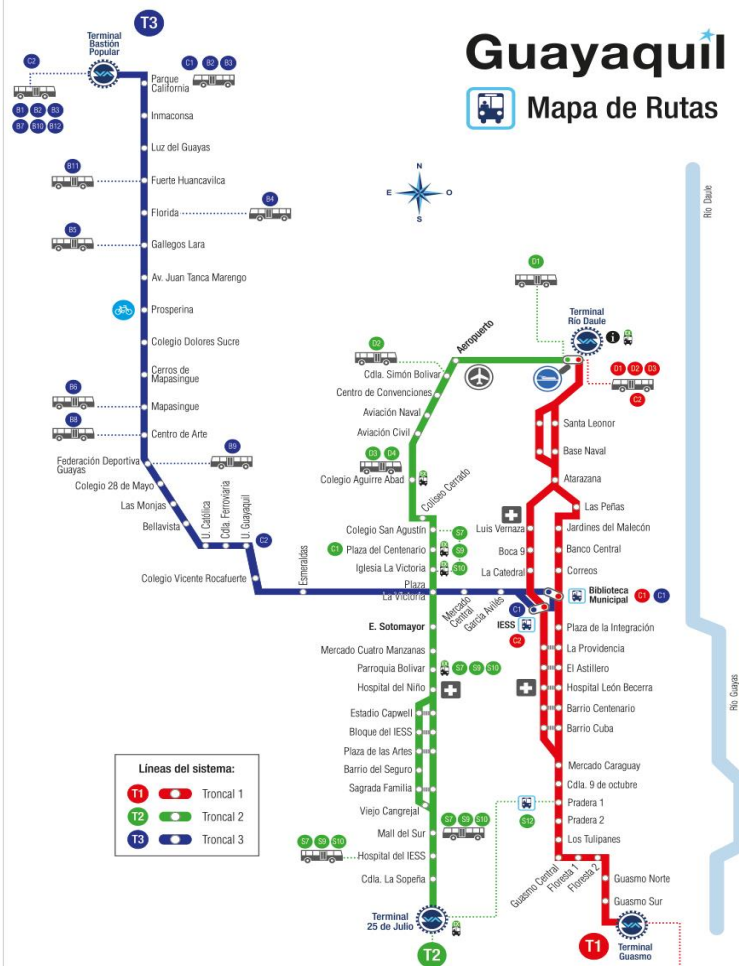 Guayaquil
Mapa de Rutas
T3
Terminal
Bastión
Popular
C2
B1 B2 B3
B7 B10 B12
C1 B2 B3
Parque
California
Inmaconsa
Luz del Guayas
B11
Fuerte Huancavilca
Florida
B4
B5
Gallegos Lara
Av. Juan Tanca Marengo
Prosperina
Colegio Dolores Sucre
Cerros de
Mapasingue
B6
Mapasingue
B8
Centro de Arte
Federación Deportiva
Guayas
B9
Colegio 28 de Mayo
Las Monjas
Bellavista
U. Católica
Cdla. Ferroviaria
U. Guayaquil
C2
Colegio Vicente Rocafuerte
Esmeraldas
N
E
O
S
Río Daule
Río Guayas
D1
Terminal
Río Daule
i
D1 D2 D3
C2
Aeropuerto
D2
Cdla. Simón Bolivar
Centro de Convenciones
Aviación Naval
Aviación Civil
D3 D4
Colegio Aguirre Abad
Coliseo Cerrado
Colegio San Agustín
S7
C1
Plaza del Centenario
S9
Iglesia La Victoria
S10
Plaza
La Victoria
Mercado
Central
García Avilés
E. Sotomayor
Mercado Cuatro Manzanas
Parroquia Bolivar
S7 S9 S10
Hospital del Niño
Estadio Capwell
Bloque del IESS
Plaza de las Artes
Barrio del Seguro
Sagrada Familia
Viejo Cangrejal
Mall del Sur
S7 S9 S10
S7 S9 S10
Hospital del IESS
Cdla. La Sopeña
Terminal
25 de Julio
T2
Santa Leonor
Base Naval
Atarazana
Las Peñas
Luis Vernaza
Jardines del Malecón
Boca 9
Banco Central
La Catedral
Correos
C1
IESS
C2
Biblioteca
Municipal
C1 C1
Plaza de la Integración
La Providencia
El Astillero
Hospital León Becerra
Barrio Centenario
Barrio Cuba
Mercado Caraguay
Cdla. 9 de octubre
Pradera 1
S12
Pradera 2
Los Tulipanes
Guasmo Central
Floresta 1
Floresta 2
Guasmo Norte
Guasmo Sur
T1
Terminal
Guasmo
Líneas del sistema:
T1 Troncal 1
T2 Troncal 2
T3 Troncal 3